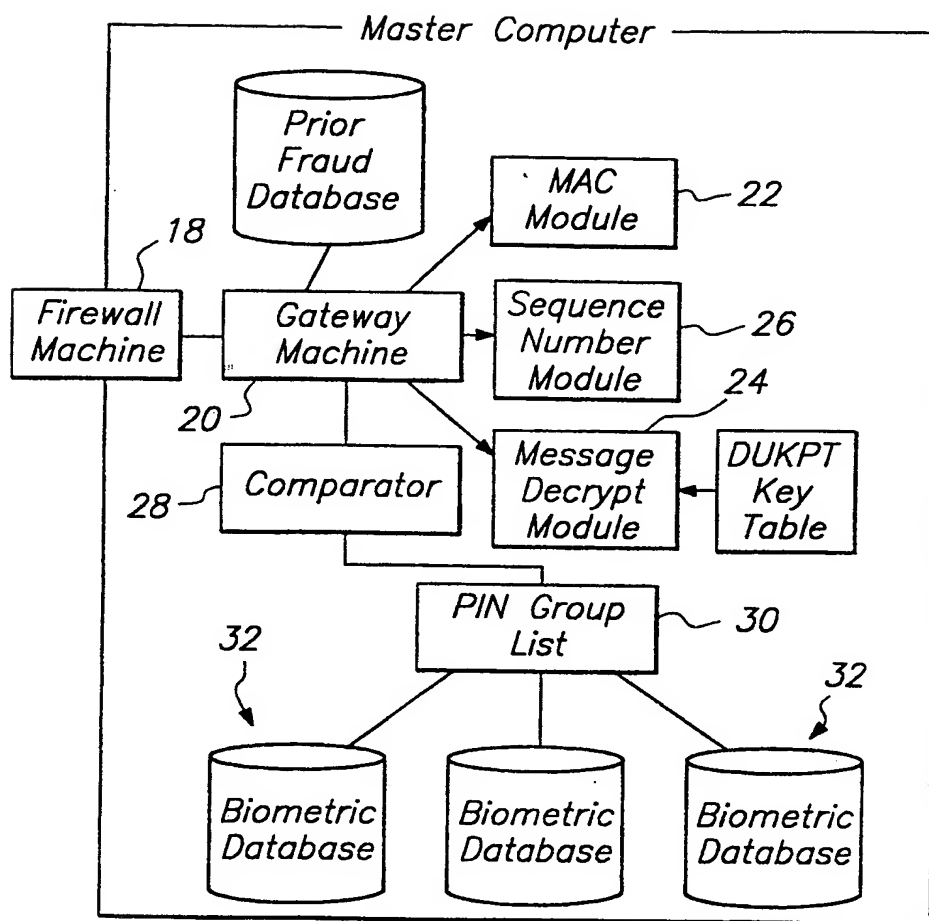 Master Computer
Prior
Fraud
Database
MAC
Module
22
18
Firewall
Machine
Gateway
Machine
Sequence
Number
Module
26
20
24
28
Comparator
Message
Decrypt
Module
DUKPT
Key
Table
PIN Group
List
30
32
32
Biometric
Database
Biometric
Database
Biometric
Database